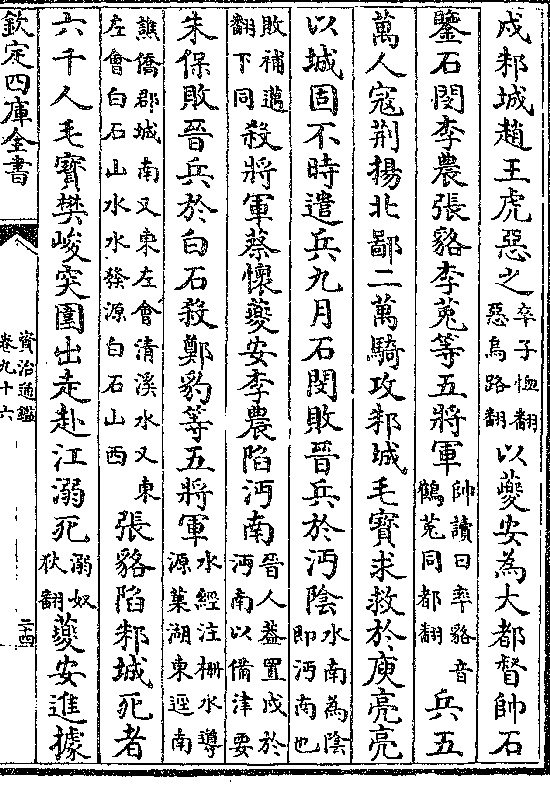 戍邾城趙王虎惡之卒子恤翻惡烏路翻以夔安為大都督帥石
鑒石閔李農張貉李菟等五將軍帥讀曰率貉音鶴菟同都翻兵五
萬人寇荆揚北鄙二萬騎攻邾城毛寶求救於庾亮亮
以城固不時遣兵九月石閔敗晉兵於沔陰水南為陰即沔南也
敗補邁翻下同殺將軍蔡懷夔安李農陷沔南晉人蓋置戍於沔南以備津要
朱保敗晉兵於白石殺鄭豹等五將軍水經注柵水導源巢湖東逕南
譙僑郡城南又東左會清溪水又東左會白石山水水發源白石山西張貉陷邾城死者
六千人毛寶樊峻突圍出走赴江溺死溺奴狄翻夔安進據
欽定四庫全書
資治通鑑
卷九十六
二四